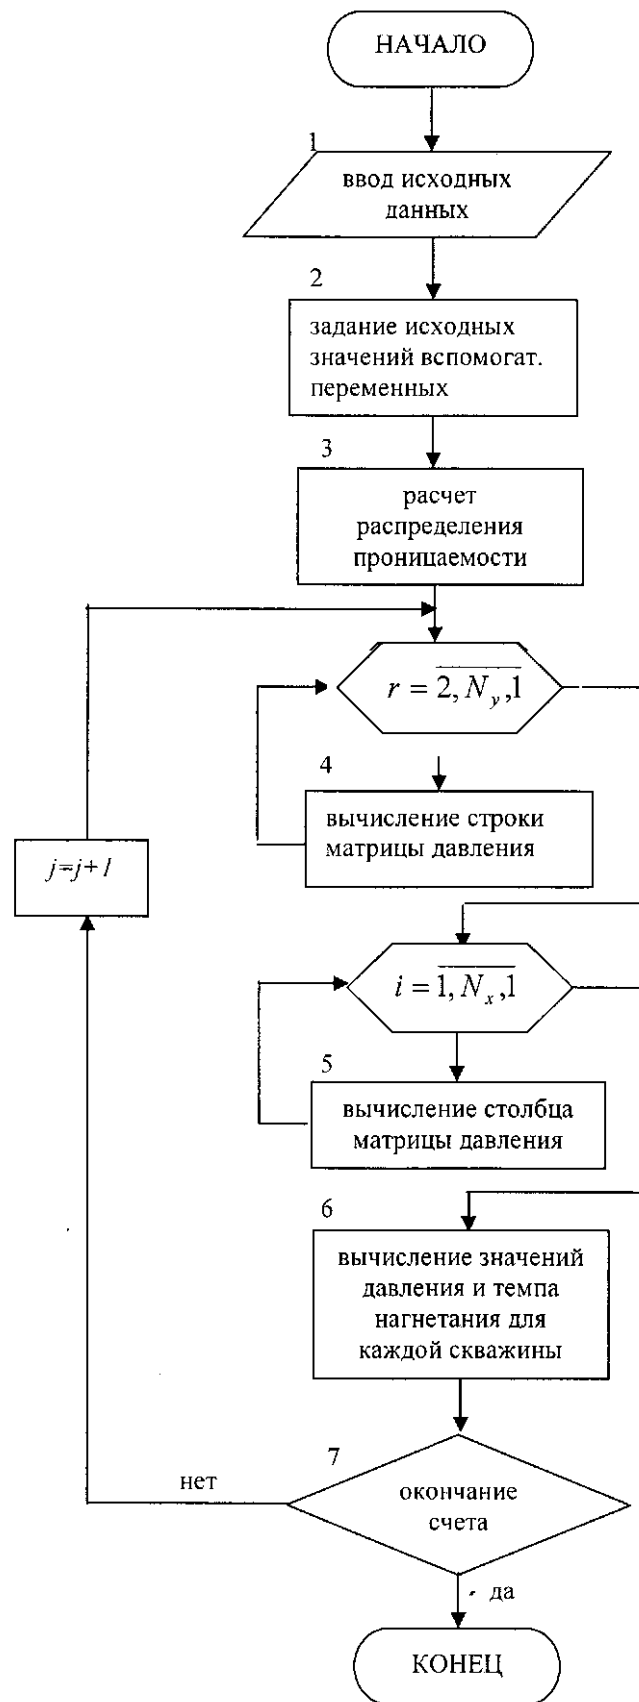 НАЧАЛО
1
ввод исходных
данных
2
задание исходных
значений вспомогат.
переменных
3
расчет
распределения
проницаемости
r = 2, N_y, 1
4
вычисление строки
матрицы давления
j=j+1
i = 1, N_x, 1
5
вычисление столбца
матрицы давления
6
вычисление значений
давления и темпа
нагнетания для
каждой скважины
7
нет
окончание
счета
да
КОНЕЦ